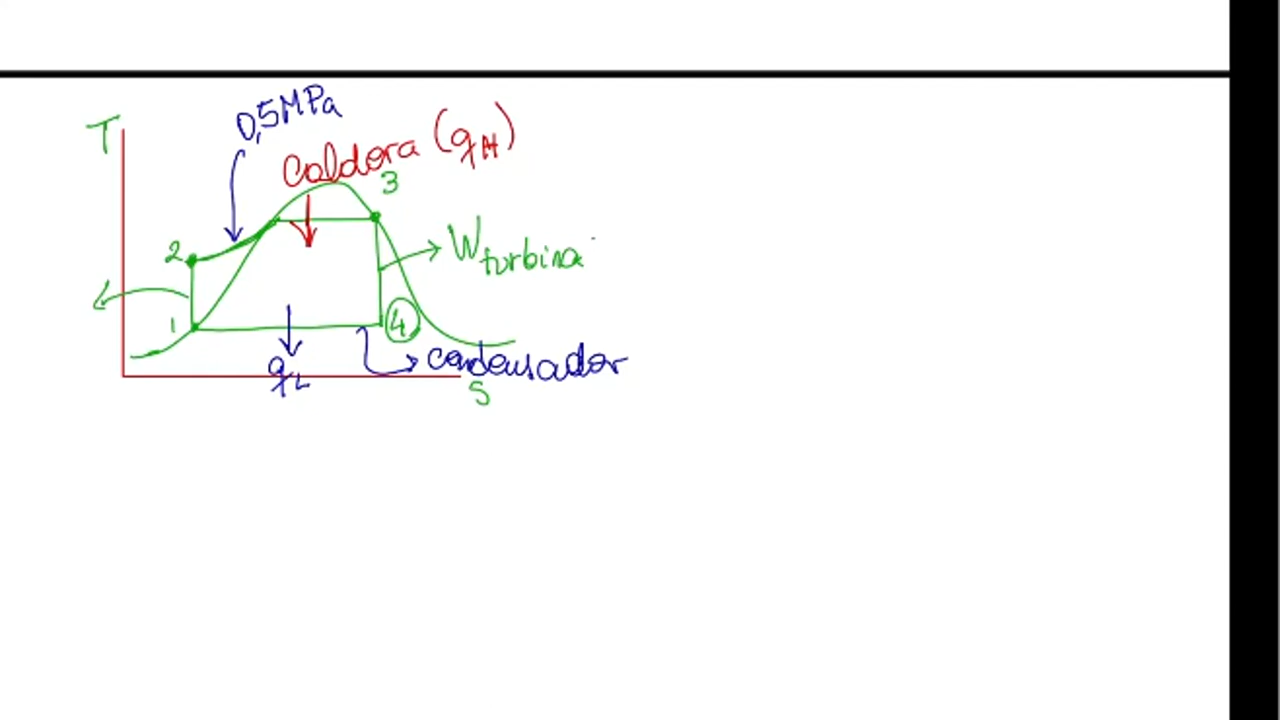 0,5MPa
T
Caldera (qH)
3
2
Wturbina
1
4
qL
condensador
S